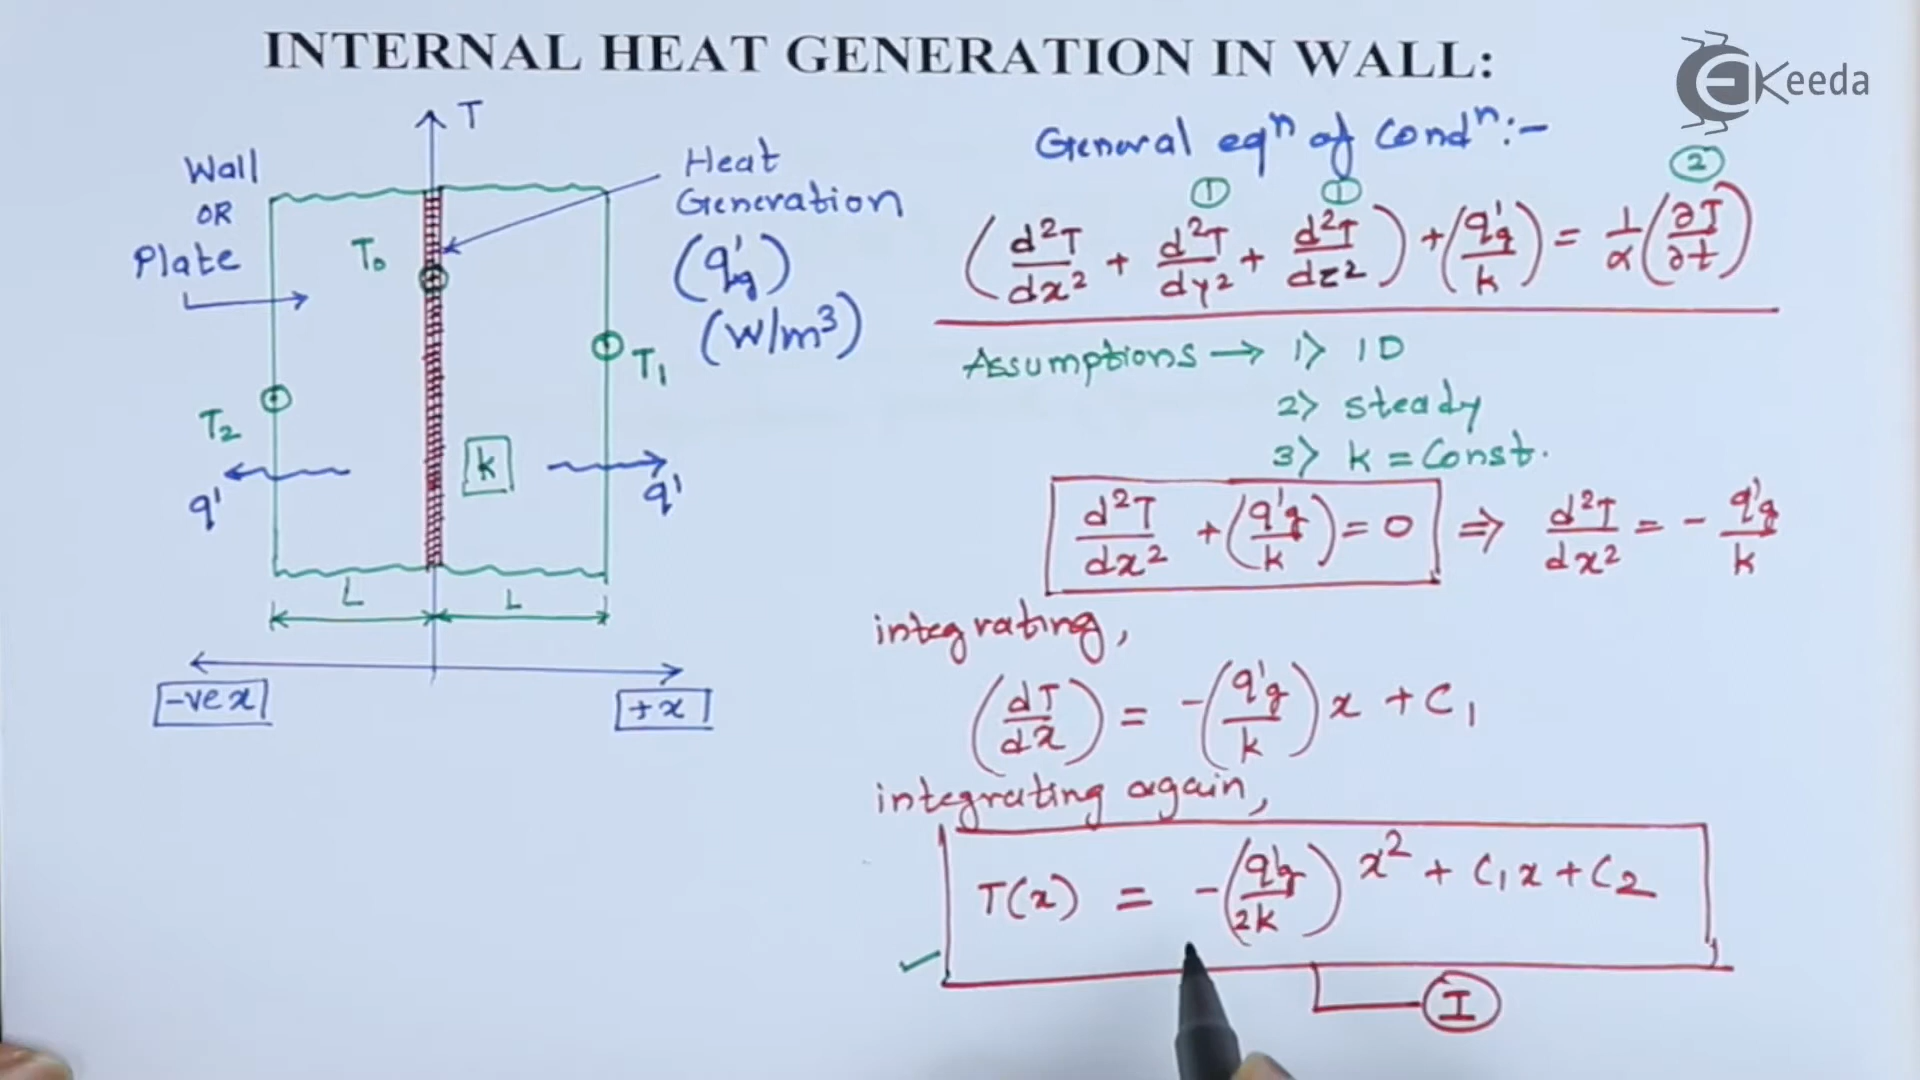 INTERNAL HEAT GENERATION IN WALL:
EKeeda
T
Wall
OR
Plate
Heat
Generation
(q'g)
(W/m³)
T₀
T₁
T₂
k
q'
q'
L
L
-ve x
+x
General eqⁿ of Condⁿ:-
① ① ②
(d²T/dx² + d²T/dy² + d²T/dz²) + (q'g/k) = 1/α (∂T/∂t)
Assumptions → 1> 1D
2> steady
3> k = Const.
d²T/dx² + (q'g/k) = 0 ⇒ d²T/dx² = - q'g/k
integrating,
(dT/dx) = -(q'g/k) x + C₁
integrating again,
T(x) = -(q'g/2k) x² + C₁x + C₂
I